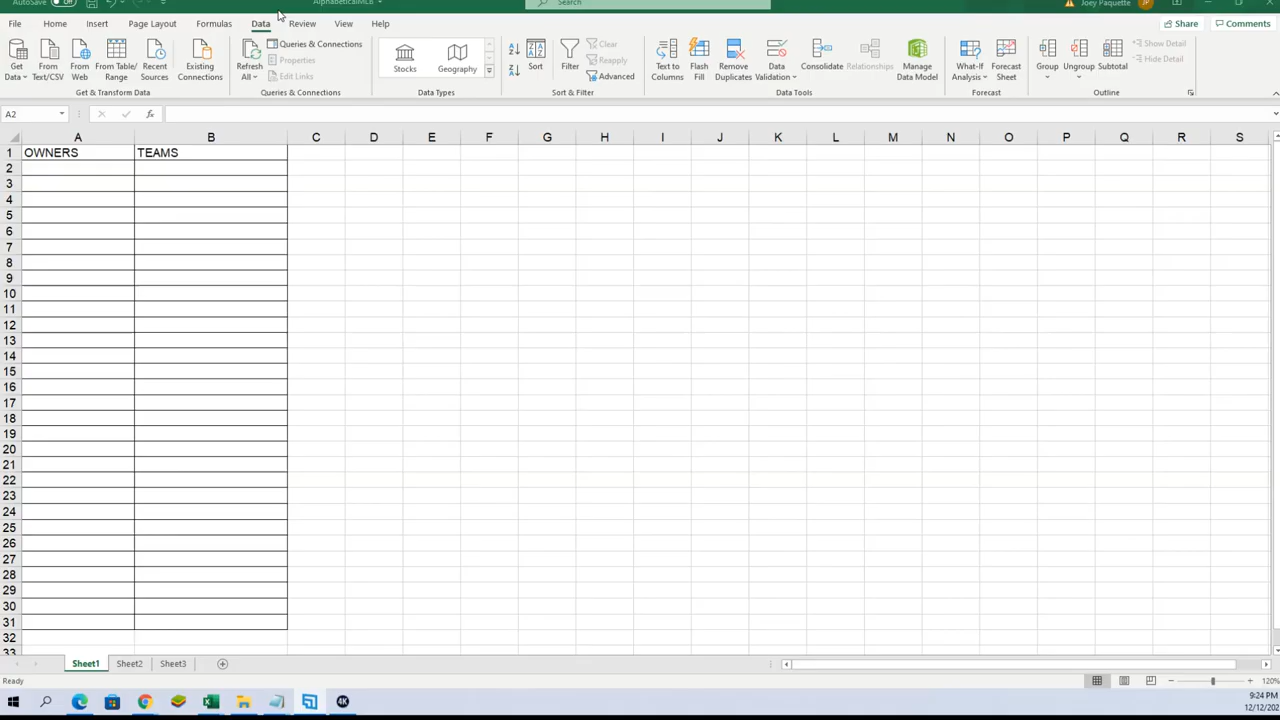 AutoSave Off AlphabeticalMLB Search Joey Paquette JP
File Home Insert Page Layout Formulas Data Review View Help Share Comments
Get Data From Text/CSV From Web From Table/Range Recent Sources Existing Connections
Get & Transform Data
Refresh All Queries & Connections Properties Edit Links
Queries & Connections
Stocks Geography
Data Types
Sort Filter Clear Reapply Advanced
Sort & Filter
Text to Columns Flash Fill Remove Duplicates Data Validation Consolidate Relationships Manage Data Model
Data Tools
What-If Analysis Forecast Sheet
Forecast
Group Ungroup Subtotal Show Detail Hide Detail
Outline
A2 fx
A B C D E F G H I J K L M N O P Q R S
1 OWNERS TEAMS
2
3
4
5
6
7
8
9
10
11
12
13
14
15
16
17
18
19
20
21
22
23
24
25
26
27
28
29
30
31
32
33
Sheet1 Sheet2 Sheet3
Ready 120%
9:24 PM
12/12/202